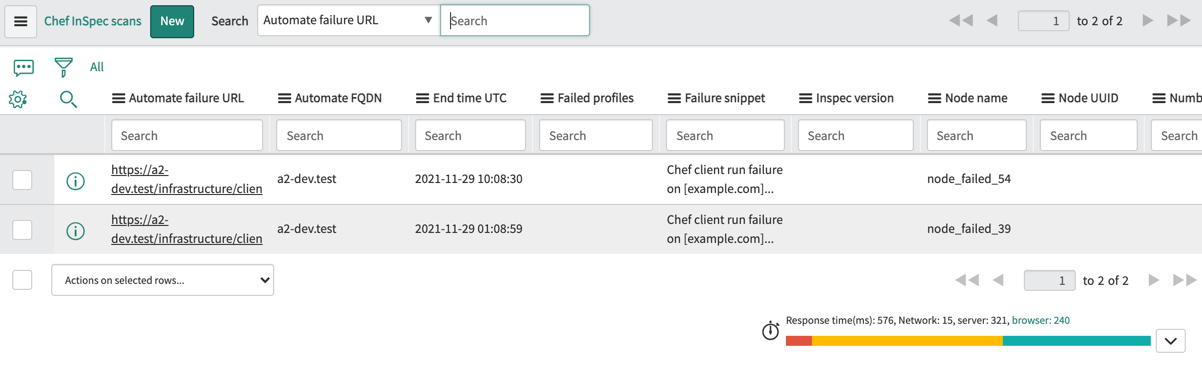 Chef InSpec scans New Search Automate failure URL Search 1 to 2 of 2
All
Automate failure URL Automate FQDN End time UTC Failed profiles Failure snippet Inspec version Node name Node UUID Numb
Search Search Search Search Search Search Search Search Search
https://a2- Chef client run failure
a2-dev.test 2021-11-29 10:08:30 node_failed_54
dev.test/infrastructure/clien on [example.com]...
https://a2- Chef client run failure
a2-dev.test 2021-11-29 01:08:59 node_failed_39
dev.test/infrastructure/clien on [example.com]...
Actions on selected rows... 1 to 2 of 2
Response time(ms): 576, Network: 15, server: 321, browser: 240